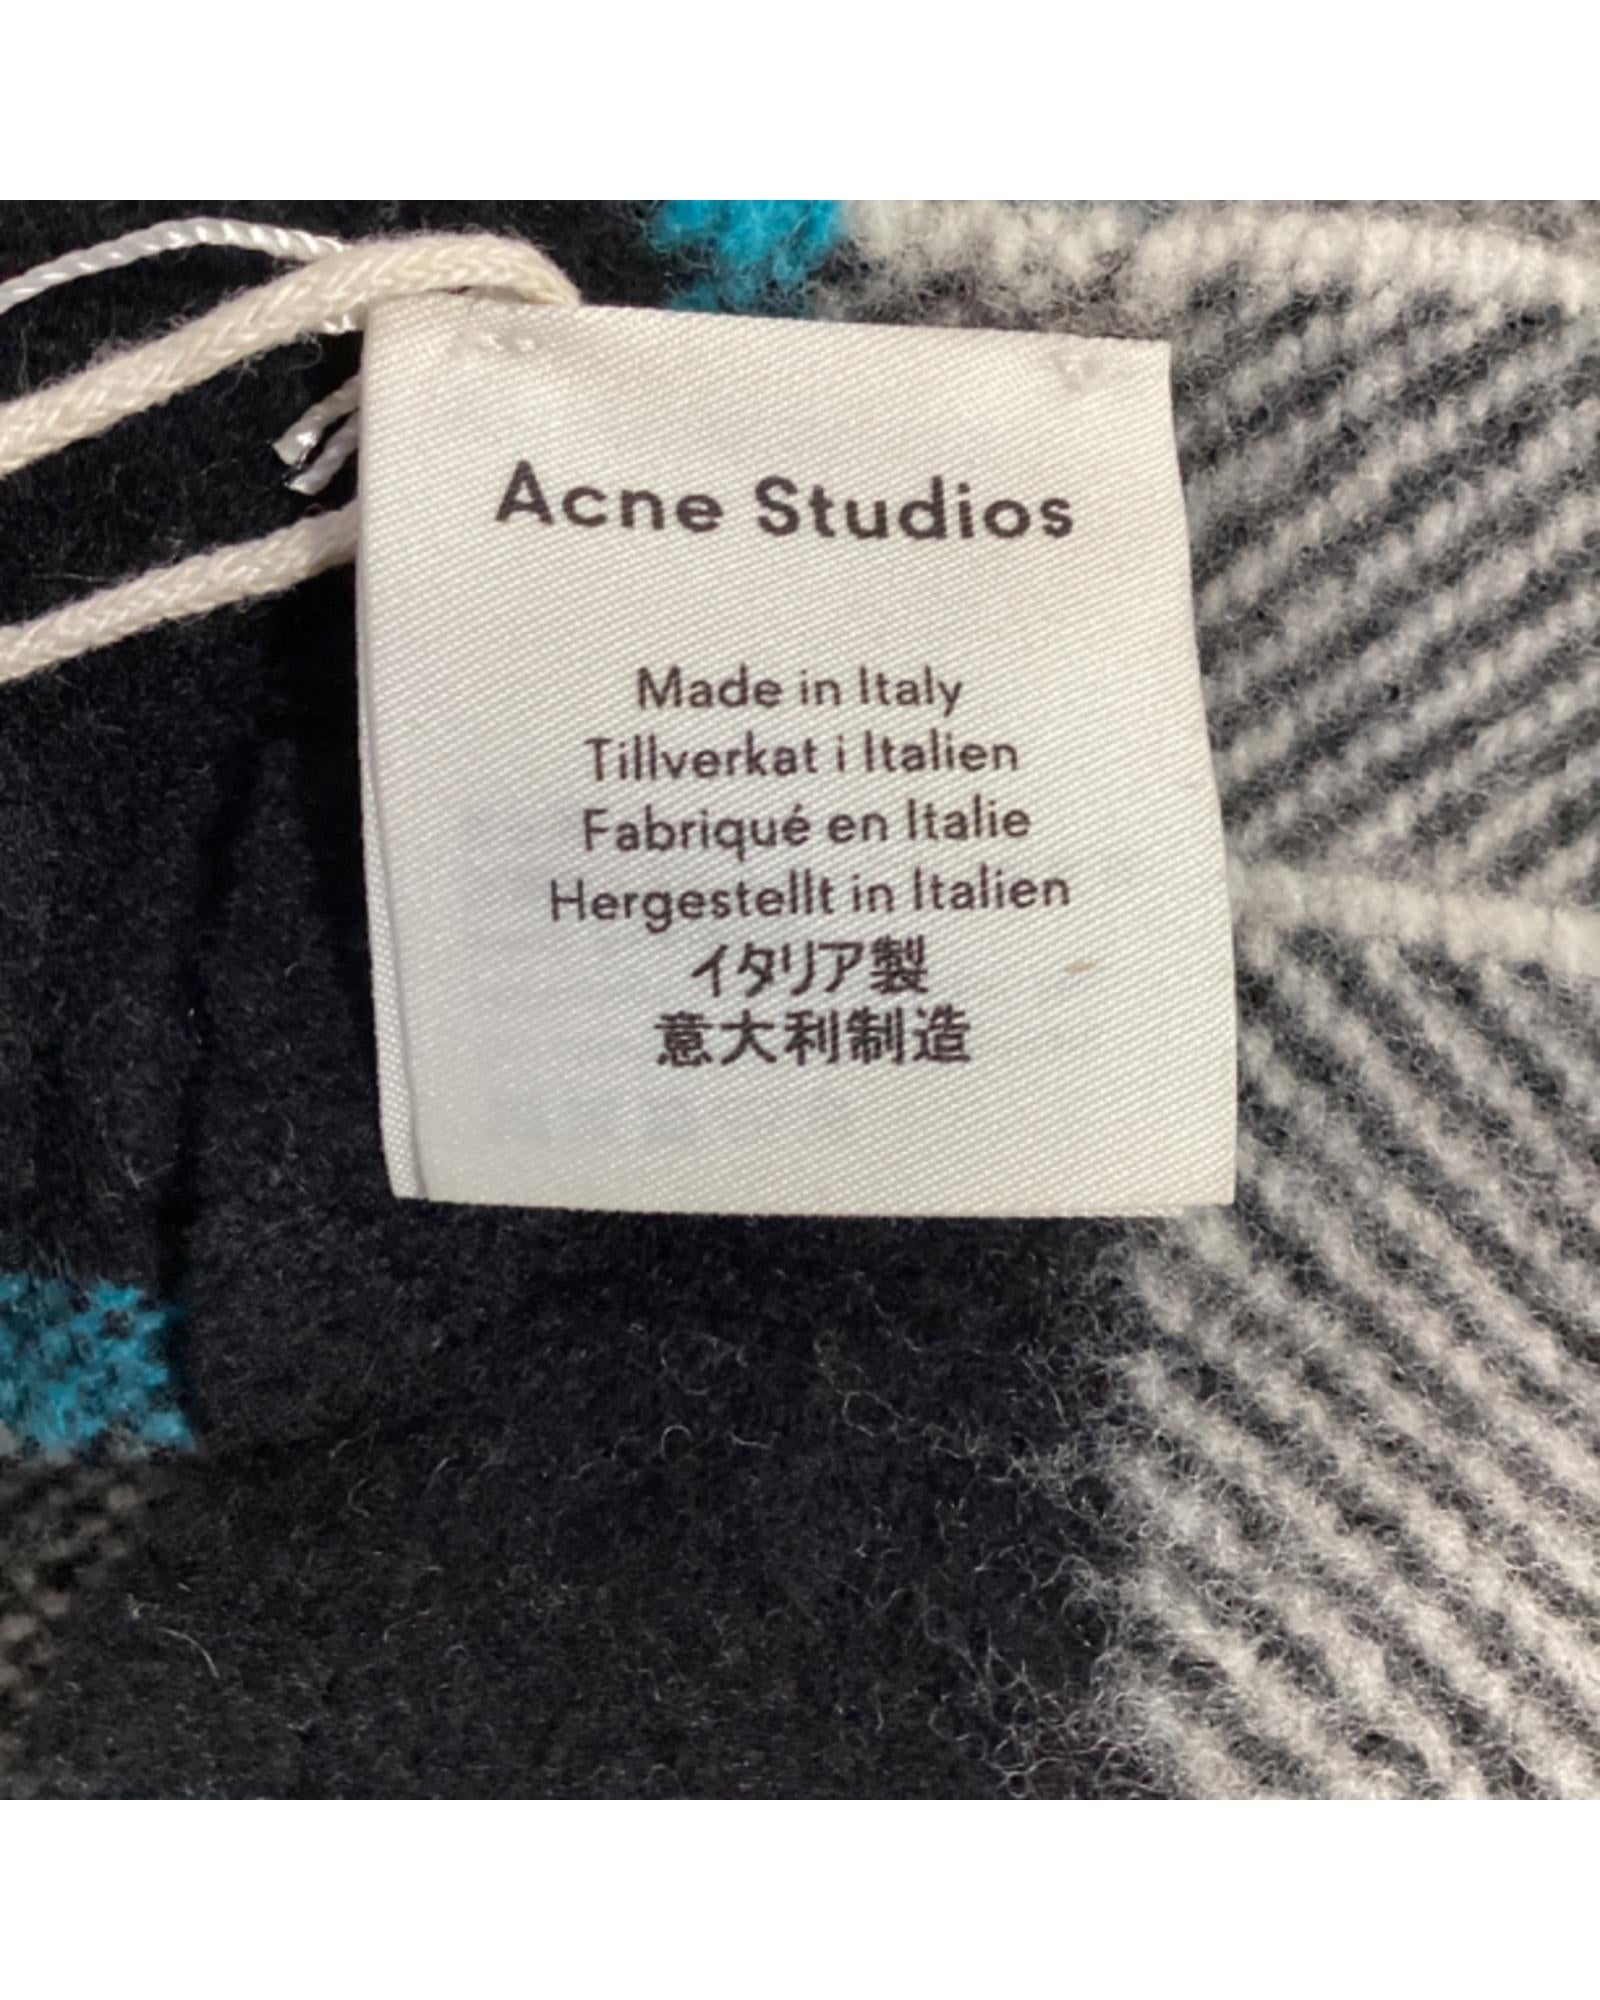 Acne Studios
Made in Italy
Tillverkat i Italien
Fabriqué en Italie
Hergestellt in Italien
イタリア製
意大利制造